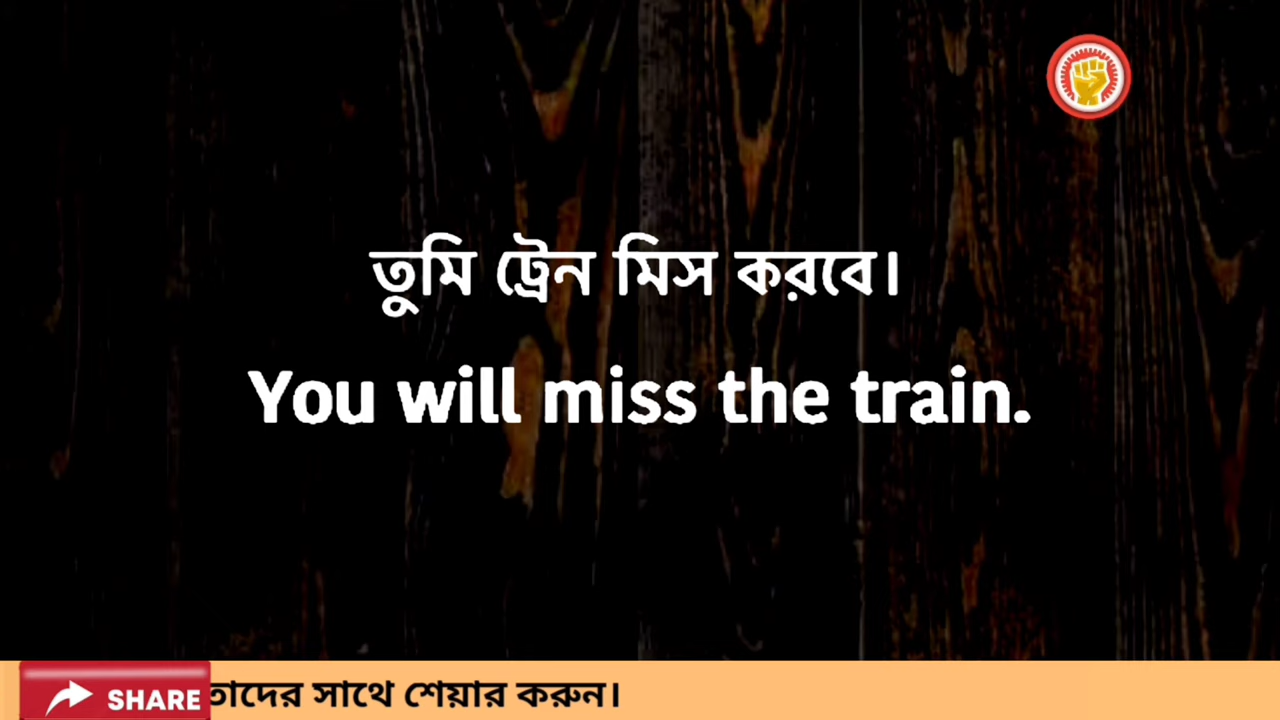 তুমি ট্রেন মিস করবে।
You will miss the train.
SHARE
তাদের সাথে শেয়ার করুন।